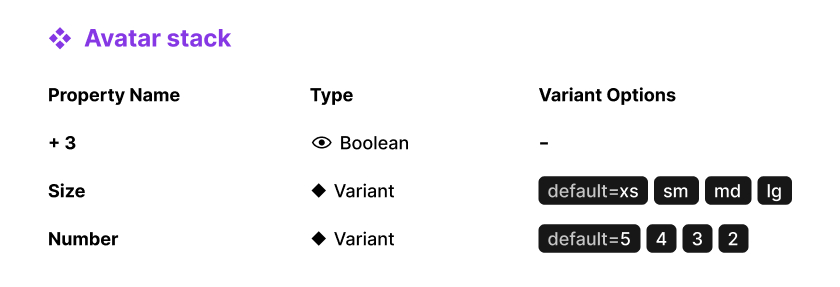 Avatar stack
Property Name Type Variant Options
+ 3 Boolean -
Size Variant default=xs sm md lg
Number Variant default=5 4 3 2